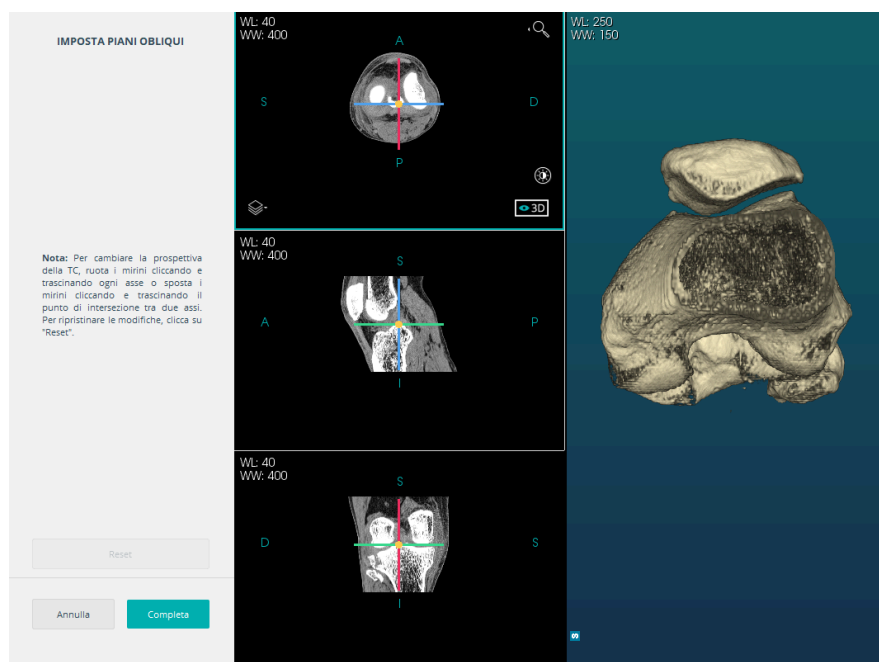 IMPOSTA PIANI OBLIQUI
Nota: Per cambiare la prospettiva
della TC, ruota i mirini cliccando e
trascinando ogni asse o sposta i
mirini cliccando e trascinando il
punto di intersezione tra due assi.
Per ripristinare le modifiche, clicca su
"Reset".
Reset
Annulla
Completa
WL: 40
WW: 400
A
S
D
P
3D
WL: 40
WW: 400
S
A
P
I
WL: 40
WW: 400
S
D
S
I
WL: 250
WW: 150